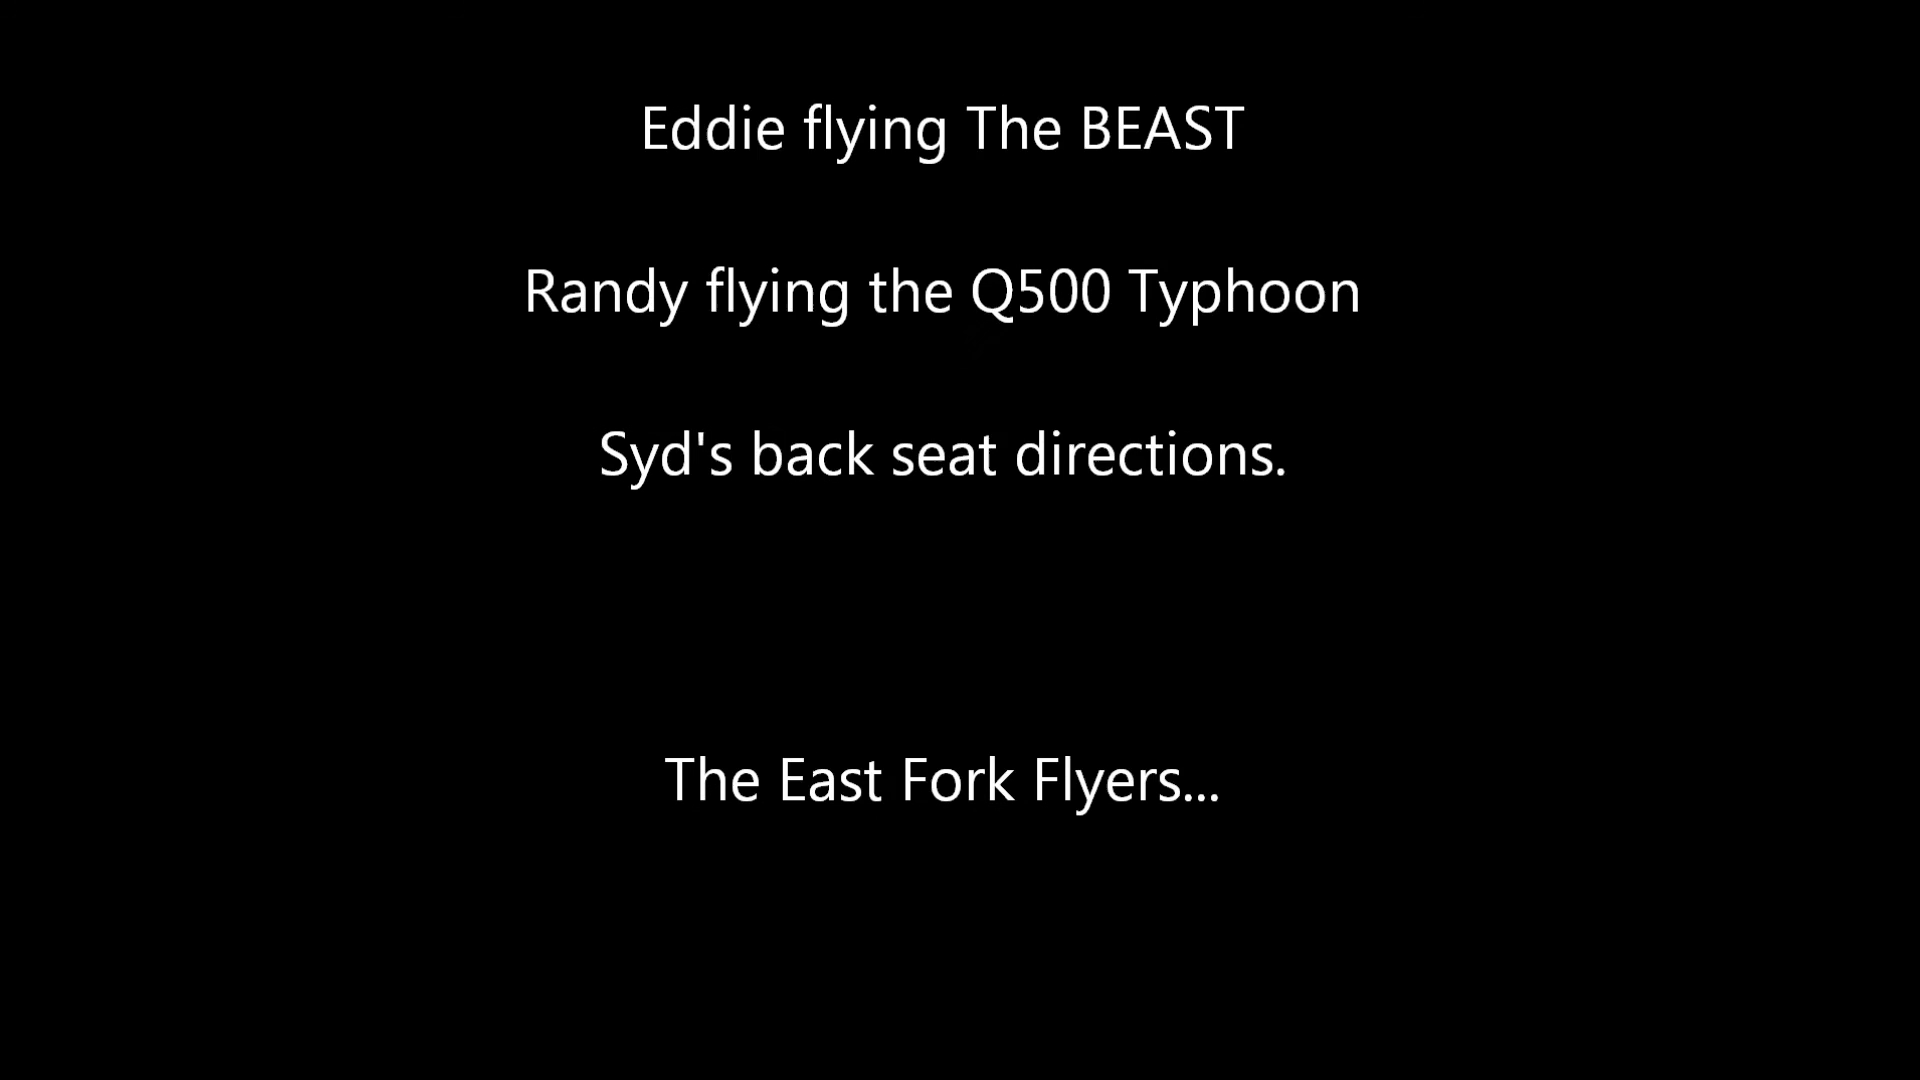 Eddie flying The BEAST
Randy flying the Q500 Typhoon
Syd's back seat directions.
The East Fork Flyers...